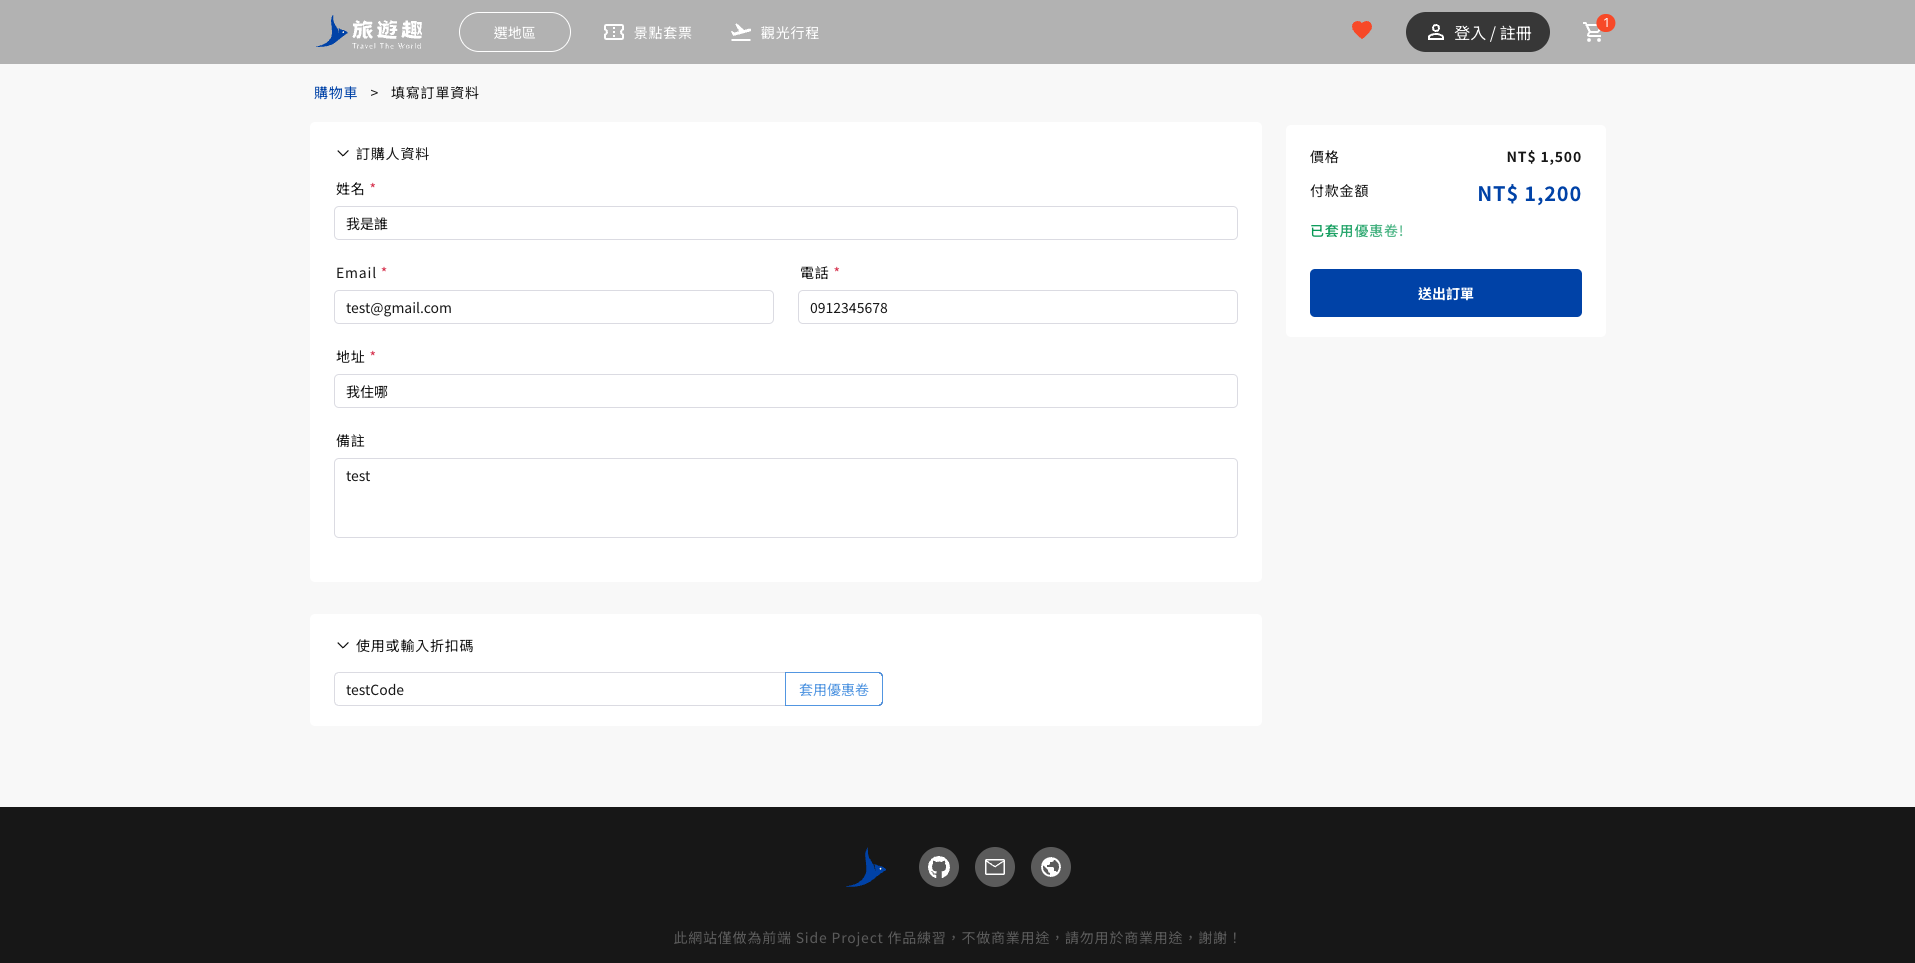 旅遊趣
Travel The World
選地區
景點套票
觀光行程
登入 / 註冊
1
購物車 > 填寫訂單資料
訂購人資料
姓名 *
我是誰
Email *
電話 *
test@gmail.com
0912345678
地址 *
我住哪
備註
test
使用或輸入折扣碼
testCode
套用優惠卷
價格
NT$ 1,500
付款金額
NT$ 1,200
已套用優惠卷!
送出訂單
此網站僅做為前端 Side Project 作品練習，不做商業用途，請勿用於商業用途，謝謝！